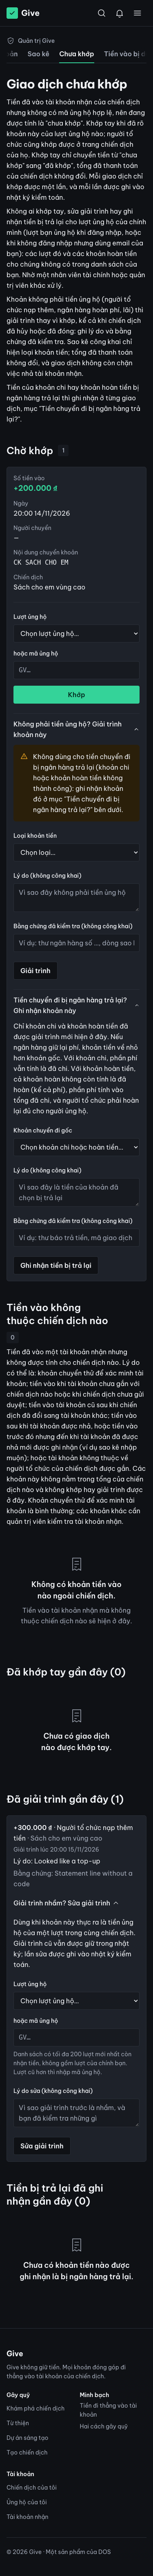 Give
Quản trị Give
Sao kê
Chưa khớp
Tiền vào bị
Giao dịch chưa khớp
Tiền đã vào tài khoản nhận của chiến dịch
nhưng không khớp với lượt ủng hộ nào được
tính là "chưa khớp". Khớp tay khi đã rõ
khoản này của lượt ủng hộ nào: người ủng hộ
có thể chuyển sai nội dung, sai số tiền, hoặc
ghi nhầm mã. Khớp tay chỉ chuyển tiền từ "chưa
khớp" sang "đã khớp", tổng đã nhận
của chiến dịch không đổi. Mỗi giao dịch chỉ
khớp được một lần, và mỗi lần đều được ghi vào
nhật ký kiểm toán.
Không ai khớp tay, sửa giải trình hay ghi
nhận tiền bị trả lại cho lượt ủng hộ của chính
mình (lượt bạn ủng hộ khi đăng nhập, hoặc
khi không đăng nhập nhưng dùng email của
bạn): các lượt đó và các khoản hoàn tiền
cho chúng không có trong danh sách của
bạn. Nhờ một nhân viên tài chính hoặc quản
trị viên khác xử lý.
Khoản không phải tiền ủng hộ (người tổ
chức nạp thêm, ngân hàng hoàn phí, lãi) thì
giải trình thay vì khớp, kể cả khi chiến dịch
đã hủy hoặc đã đóng: ghi lý do và bằng
chứng đã kiểm tra. Sao kê công khai chỉ
hiện loại khoản tiền; tổng đã thanh toán
không đổi, và giao dịch không còn chặn
việc nhả tiền hay xả khoản nhận.
Tiền của khoản chi hay khoản hoàn tiền bị
ngân hàng trả lại thì ghi nhận ở từng giao
dịch, mục "Tiền chuyển đi bị ngân hàng trả
lại?".
Chờ khớp 1
Số tiền vào
+200.000 đ
Ngày
20:00 14/11/2026
Người chuyển
—
Nội dung chuyển khoản
CK SACH CHO EM
Chiến dịch
Sách cho em vùng cao
Lượt ủng hộ
Chọn lượt ủng hộ...
hoặc mã ủng hộ
GV…
Khớp
Không phải tiền ủng hộ? Giải trình
khoản này
Không dùng cho tiền chuyển đi
bị ngân hàng trả lại (khoản chi
hoặc khoản hoàn tiền không
thành công): ghi nhận khoản
đó ở mục "Tiền chuyển đi bị
ngân hàng trả lại?" bên dưới.
Loại khoản tiền
Chọn loại...
Lý do (không công khai)
Vì sao đây không phải tiền ủng hộ
Bằng chứng đã kiểm tra (không công khai)
Ví dụ: thư ngân hàng số ..., dòng sao
Giải trình
Tiền chuyển đi bị ngân hàng trả lại?
Ghi nhận khoản này
Chỉ khoản chi và khoản hoàn tiền đã
được giải trình mới hiện ở đây. Nếu
ngân hàng giữ lại phí, khoản tiền về nhỏ
hơn khoản gốc. Với khoản chi, phần phí
vẫn tính là đã chi. Với khoản hoàn tiền,
cả khoản hoàn không còn tính là đã
hoàn (kể cả phí), phần phí tính vào
tổng đã chi, và người tổ chức phải hoàn
lại đủ cho người ủng hộ.
Khoản chuyển đi gốc
Chọn khoản chi hoặc hoàn tiền...
Lý do (không công khai)
Vì sao đây là tiền của khoản đã
chọn bị trả lại
Bằng chứng đã kiểm tra (không công khai)
Ví dụ: thư báo trả tiền, mã giao dịch
Ghi nhận tiền bị trả lại
Tiền vào không
thuộc chiến dịch nào
0
Tiền đã vào một tài khoản nhận nhưng
không được tính cho chiến dịch nào. Lý do
có thể là: khoản chuyển thử để xác minh tài
khoản; tiền vào khi tài khoản chưa gắn với
chiến dịch nào hoặc khi chiến dịch chưa gửi
duyệt; tiền vào tài khoản cũ sau khi chiến
dịch đã đổi sang tài khoản khác; tiền vào
sau khi tài khoản được nhả, hoặc tiền vào
trước đó nhưng đến khi tài khoản đã được
nhả mới được ghi nhận (ví dụ sao kê nhập
muộn); hoặc tài khoản không thuộc về
người tổ chức của chiến dịch được gắn. Các
khoản này không nằm trong tổng của chiến
dịch nào và không khớp hay giải trình được
ở đây. Khoản chuyển thử để xác minh tài
khoản là bình thường; các khoản khác cần
quản trị viên kiểm tra tài khoản nhận.
Không có khoản tiền vào
nào ngoài chiến dịch.
Tiền vào tài khoản nhận mà không
thuộc chiến dịch nào sẽ hiện ở đây.
Đã khớp tay gần đây (0)
Chưa có giao dịch
nào được khớp tay.
Đã giải trình gần đây (1)
+300.000 đ · Người tổ chức nạp thêm
tiền · Sách cho em vùng cao
Giải trình lúc 20:00 15/11/2026
Lý do: Looked like a top-up
Bằng chứng: Statement line without a
code
Giải trình nhầm? Sửa giải trình
Dùng khi khoản này thực ra là tiền ủng
hộ của một lượt trong cùng chiến dịch.
Giải trình cũ vẫn được giữ trong nhật ký;
lần sửa được ghi vào nhật ký kiểm
toán.
Lượt ủng hộ
Chọn lượt ủng hộ...
hoặc mã ủng hộ
GV…
Danh sách có tối đa 200 lượt mới nhất còn
nhận tiền, không gồm lượt của chính bạn.
Lượt cũ hơn thì nhập mã ủng hộ.
Lý do sửa (không công khai)
Vì sao giải trình trước là nhầm, và
bạn đã kiểm tra những gì
Sửa giải trình
Tiền bị trả lại đã ghi
nhận gần đây (0)
Chưa có khoản tiền nào được
ghi nhận là bị ngân hàng trả lại.
Give
Give không giữ tiền. Mọi khoản đóng góp đi
thẳng vào tài khoản của chiến dịch.
Gây quỹ
Minh bạch
Khám phá chiến dịch
Tiền đi thẳng vào tài
khoản
Từ thiện
Hai cách gây quỹ
Dự án sáng tạo
Tạo chiến dịch
Tài khoản
Chiến dịch của tôi
Ủng hộ của tôi
Tài khoản nhận
© 2026 Give · Một sản phẩm của DOS